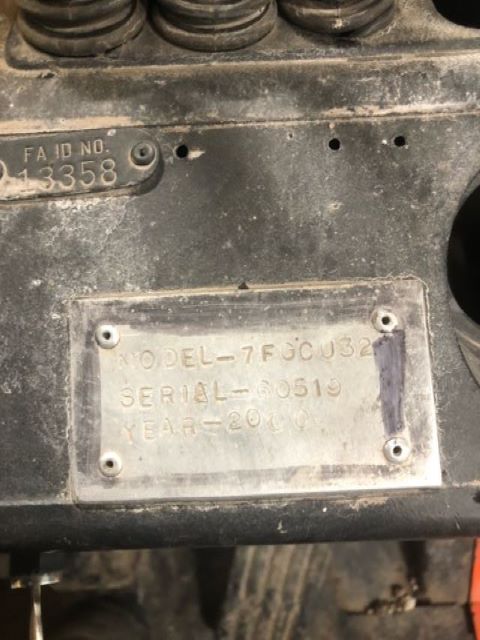 FA ID NO.
13358
MODEL-7FGCU32
SERIAL-60519
YEAR-2000